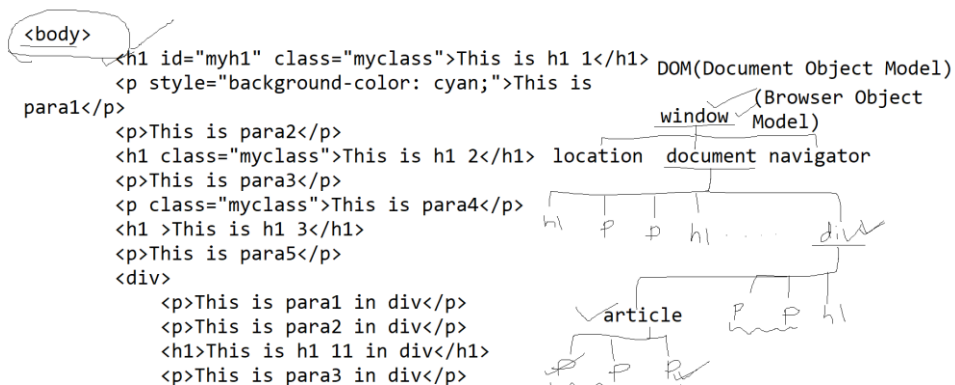 <body>
<h1 id="myh1" class="myclass">This is h1 1</h1>
<p style="background-color: cyan;">This is
para1</p>
<p>This is para2</p>
<h1 class="myclass">This is h1 2</h1>
<p>This is para3</p>
<p class="myclass">This is para4</p>
<h1 >This is h1 3</h1>
<p>This is para5</p>
<div>
<p>This is para1 in div</p>
<p>This is para2 in div</p>
<h1>This is h1 11 in div</h1>
<p>This is para3 in div</p>
DOM(Document Object Model)
(Browser Object
window Model)
location document navigator
h1 p p h1 ..... div
article p p h1
p p p